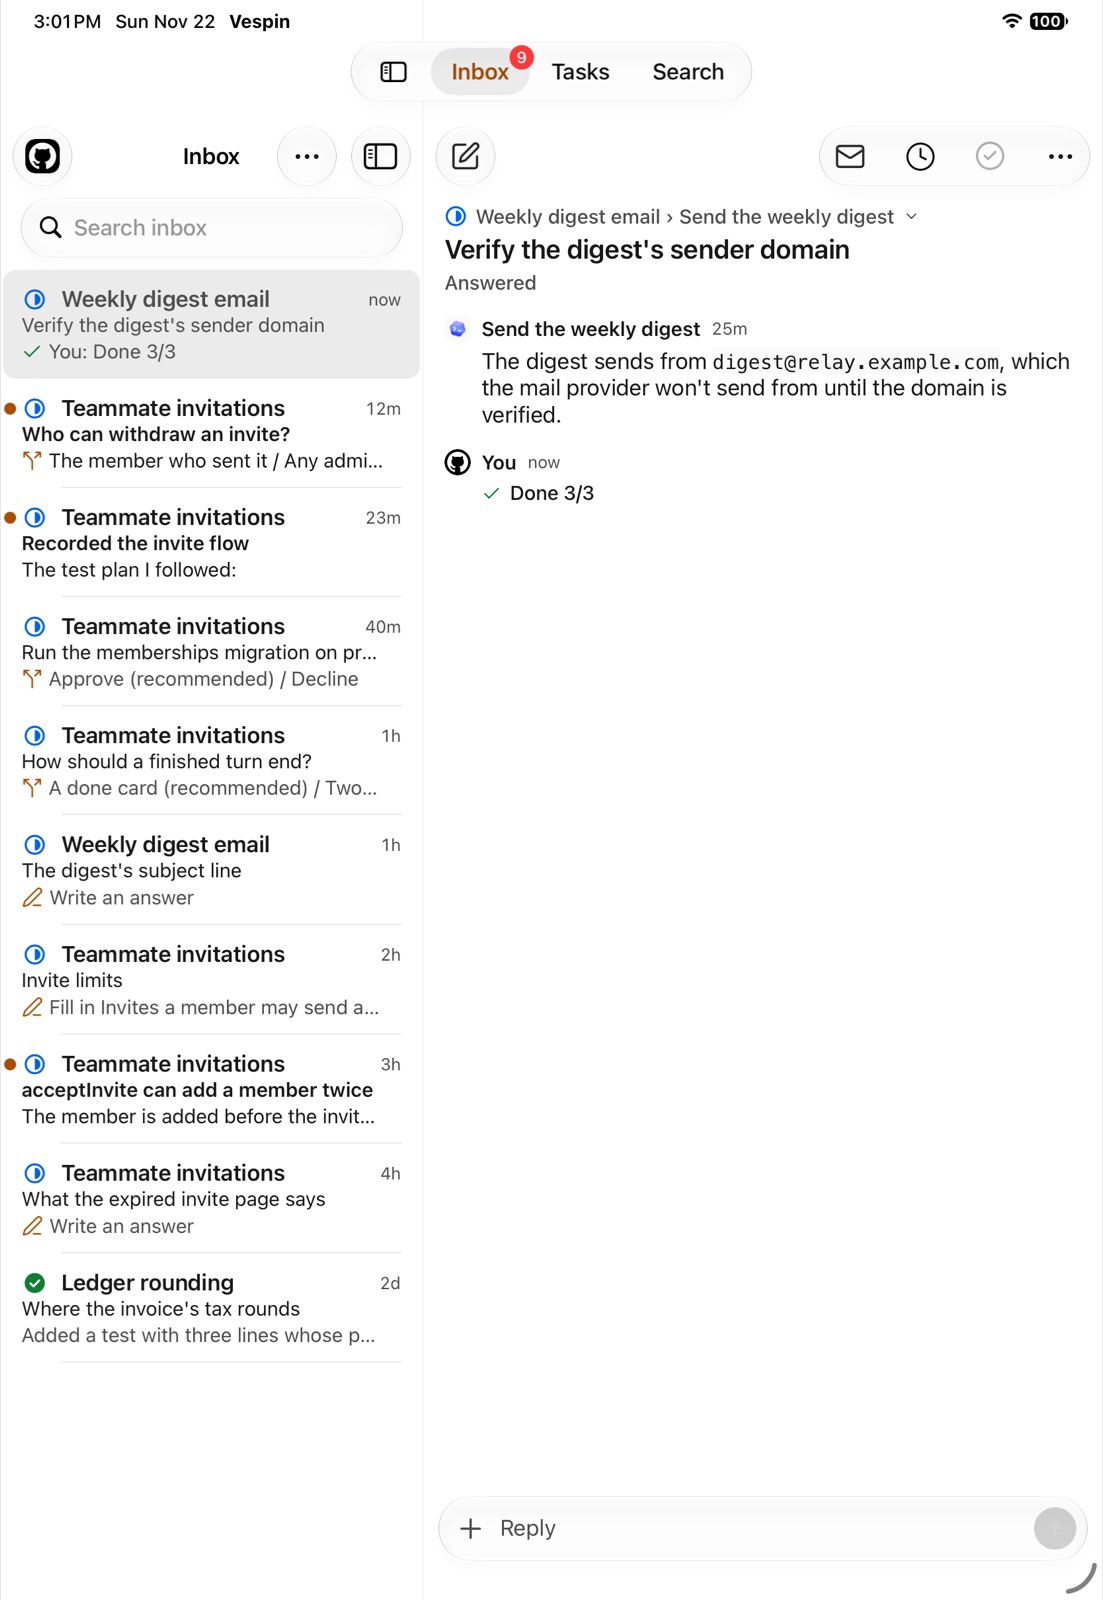 3:01 PM Sun Nov 22 Vespin
100
Inbox 9 Tasks Search
Inbox
Search inbox
Weekly digest email now
Verify the digest's sender domain
You: Done 3/3
Teammate invitations 12m
Who can withdraw an invite?
The member who sent it / Any admi...
Teammate invitations 23m
Recorded the invite flow
The test plan I followed:
Teammate invitations 40m
Run the memberships migration on pr...
Approve (recommended) / Decline
Teammate invitations 1h
How should a finished turn end?
A done card (recommended) / Two...
Weekly digest email 1h
The digest's subject line
Write an answer
Teammate invitations 2h
Invite limits
Fill in Invites a member may send a...
Teammate invitations 3h
acceptInvite can add a member twice
The member is added before the invit...
Teammate invitations 4h
What the expired invite page says
Write an answer
Ledger rounding 2d
Where the invoice's tax rounds
Added a test with three lines whose p...
Weekly digest email › Send the weekly digest
Verify the digest's sender domain
Answered
Send the weekly digest 25m
The digest sends from digest@relay.example.com, which
the mail provider won't send from until the domain is
verified.
You now
Done 3/3
Reply